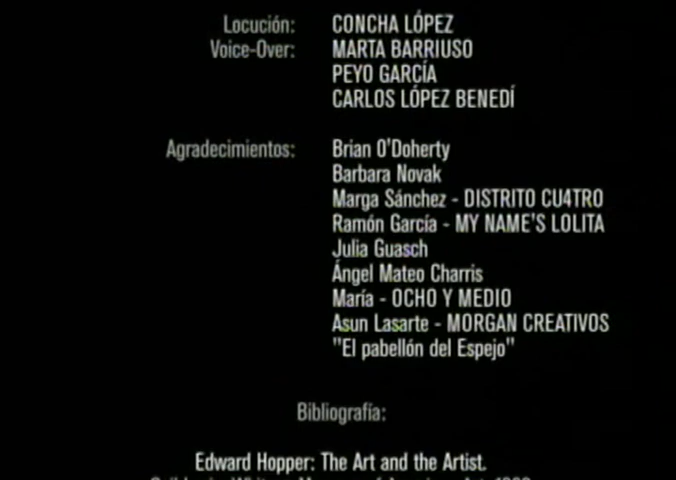 Locución: CONCHA LÓPEZ
Voice-Over: MARTA BARRIUSO
PEYO GARCÍA
CARLOS LÓPEZ BENEDÍ
Agradecimientos: Brian O'Doherty
Barbara Novak
Marga Sánchez - DISTRITO CU4TRO
Ramón García - MY NAME'S LOLITA
Julia Guasch
Ángel Mateo Charris
María - OCHO Y MEDIO
Asun Lasarte - MORGAN CREATIVOS
"El pabellón del Espejo"
Bibliografía:
Edward Hopper: The Art and the Artist.